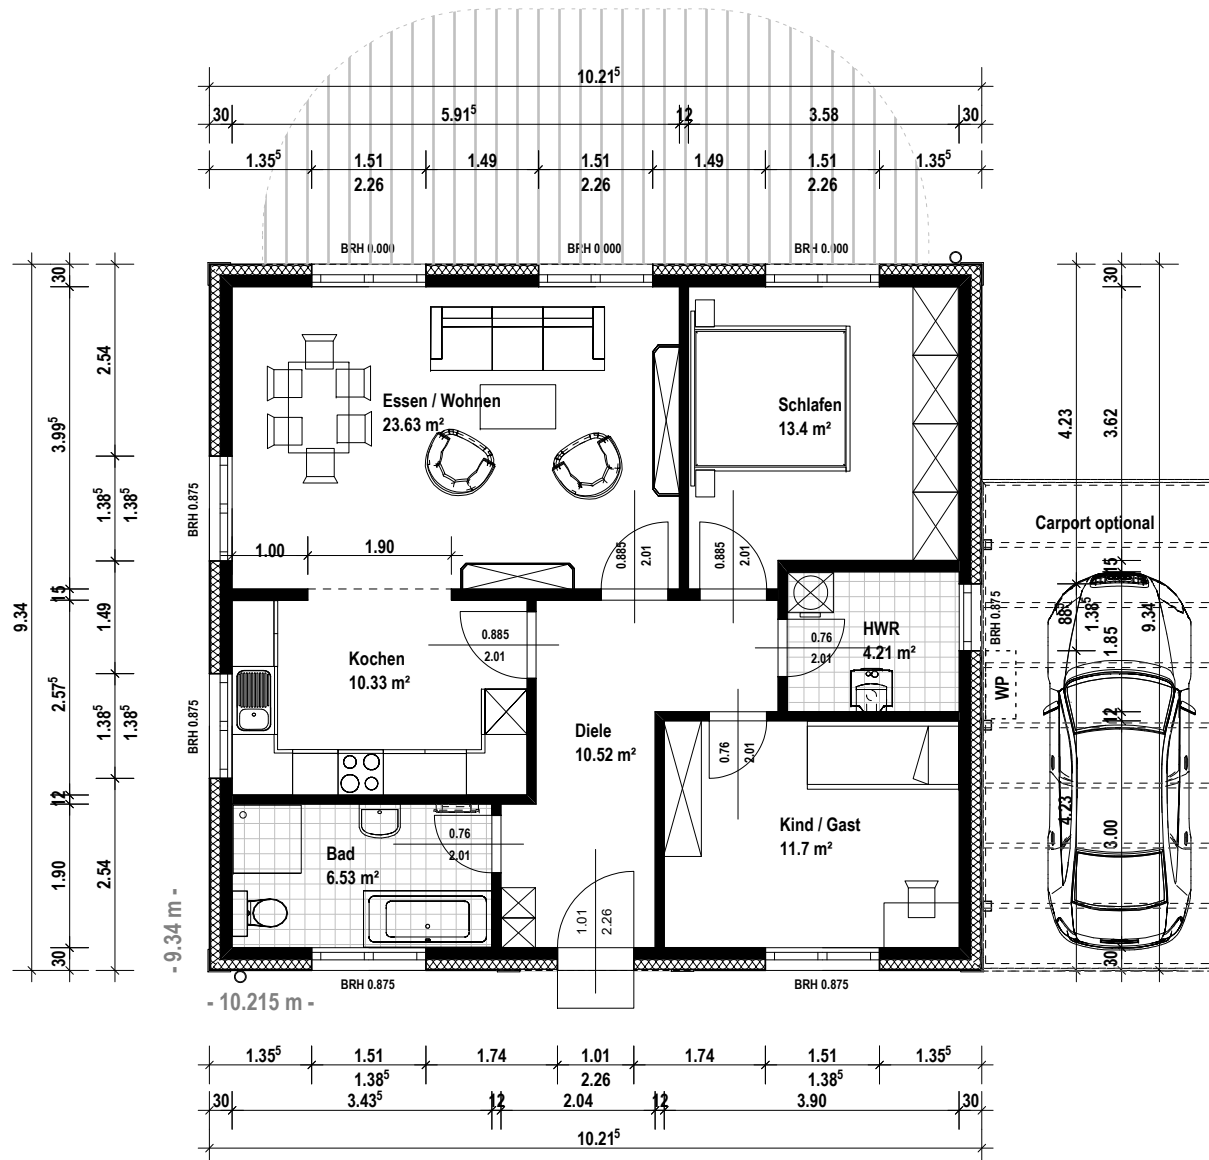 10.21⁵
30 5.91⁵ 12 3.58 30
1.35⁵ 1.51 1.49 1.51 1.49 1.51 1.35⁵
2.26 2.26 2.26
BRH 0.000 BRH 0.000 BRH 0.000
9.34
30 3.99⁵ 15 2.57⁵ 12 1.90 30
2.54 1.38⁵ 1.49 1.38⁵ 2.54
1.38⁵ 1.38⁵
BRH 0.875
BRH 0.875
Essen / Wohnen
23.63 m²
Schlafen
13.4 m²
1.00 1.90
0.885 2.01
0.885 2.01
Kochen
10.33 m²
0.885
2.01
HWR
4.21 m²
0.76
2.01
Diele
10.52 m²
0.76 2.01
Kind / Gast
11.7 m²
Bad
6.53 m²
0.76
2.01
1.01 2.26
BRH 0.875
WP
Carport optional
4.23 88⁵ 1.38⁵ 4.23
30 3.62 15 1.85 12 3.00 30
9.34
- 9.34 m -
- 10.215 m -
BRH 0.875 BRH 0.875
1.35⁵ 1.51 1.74 1.01 1.74 1.51 1.35⁵
1.38⁵ 2.26 1.38⁵
30 3.43⁵ 12 2.04 12 3.90 30
10.21⁵